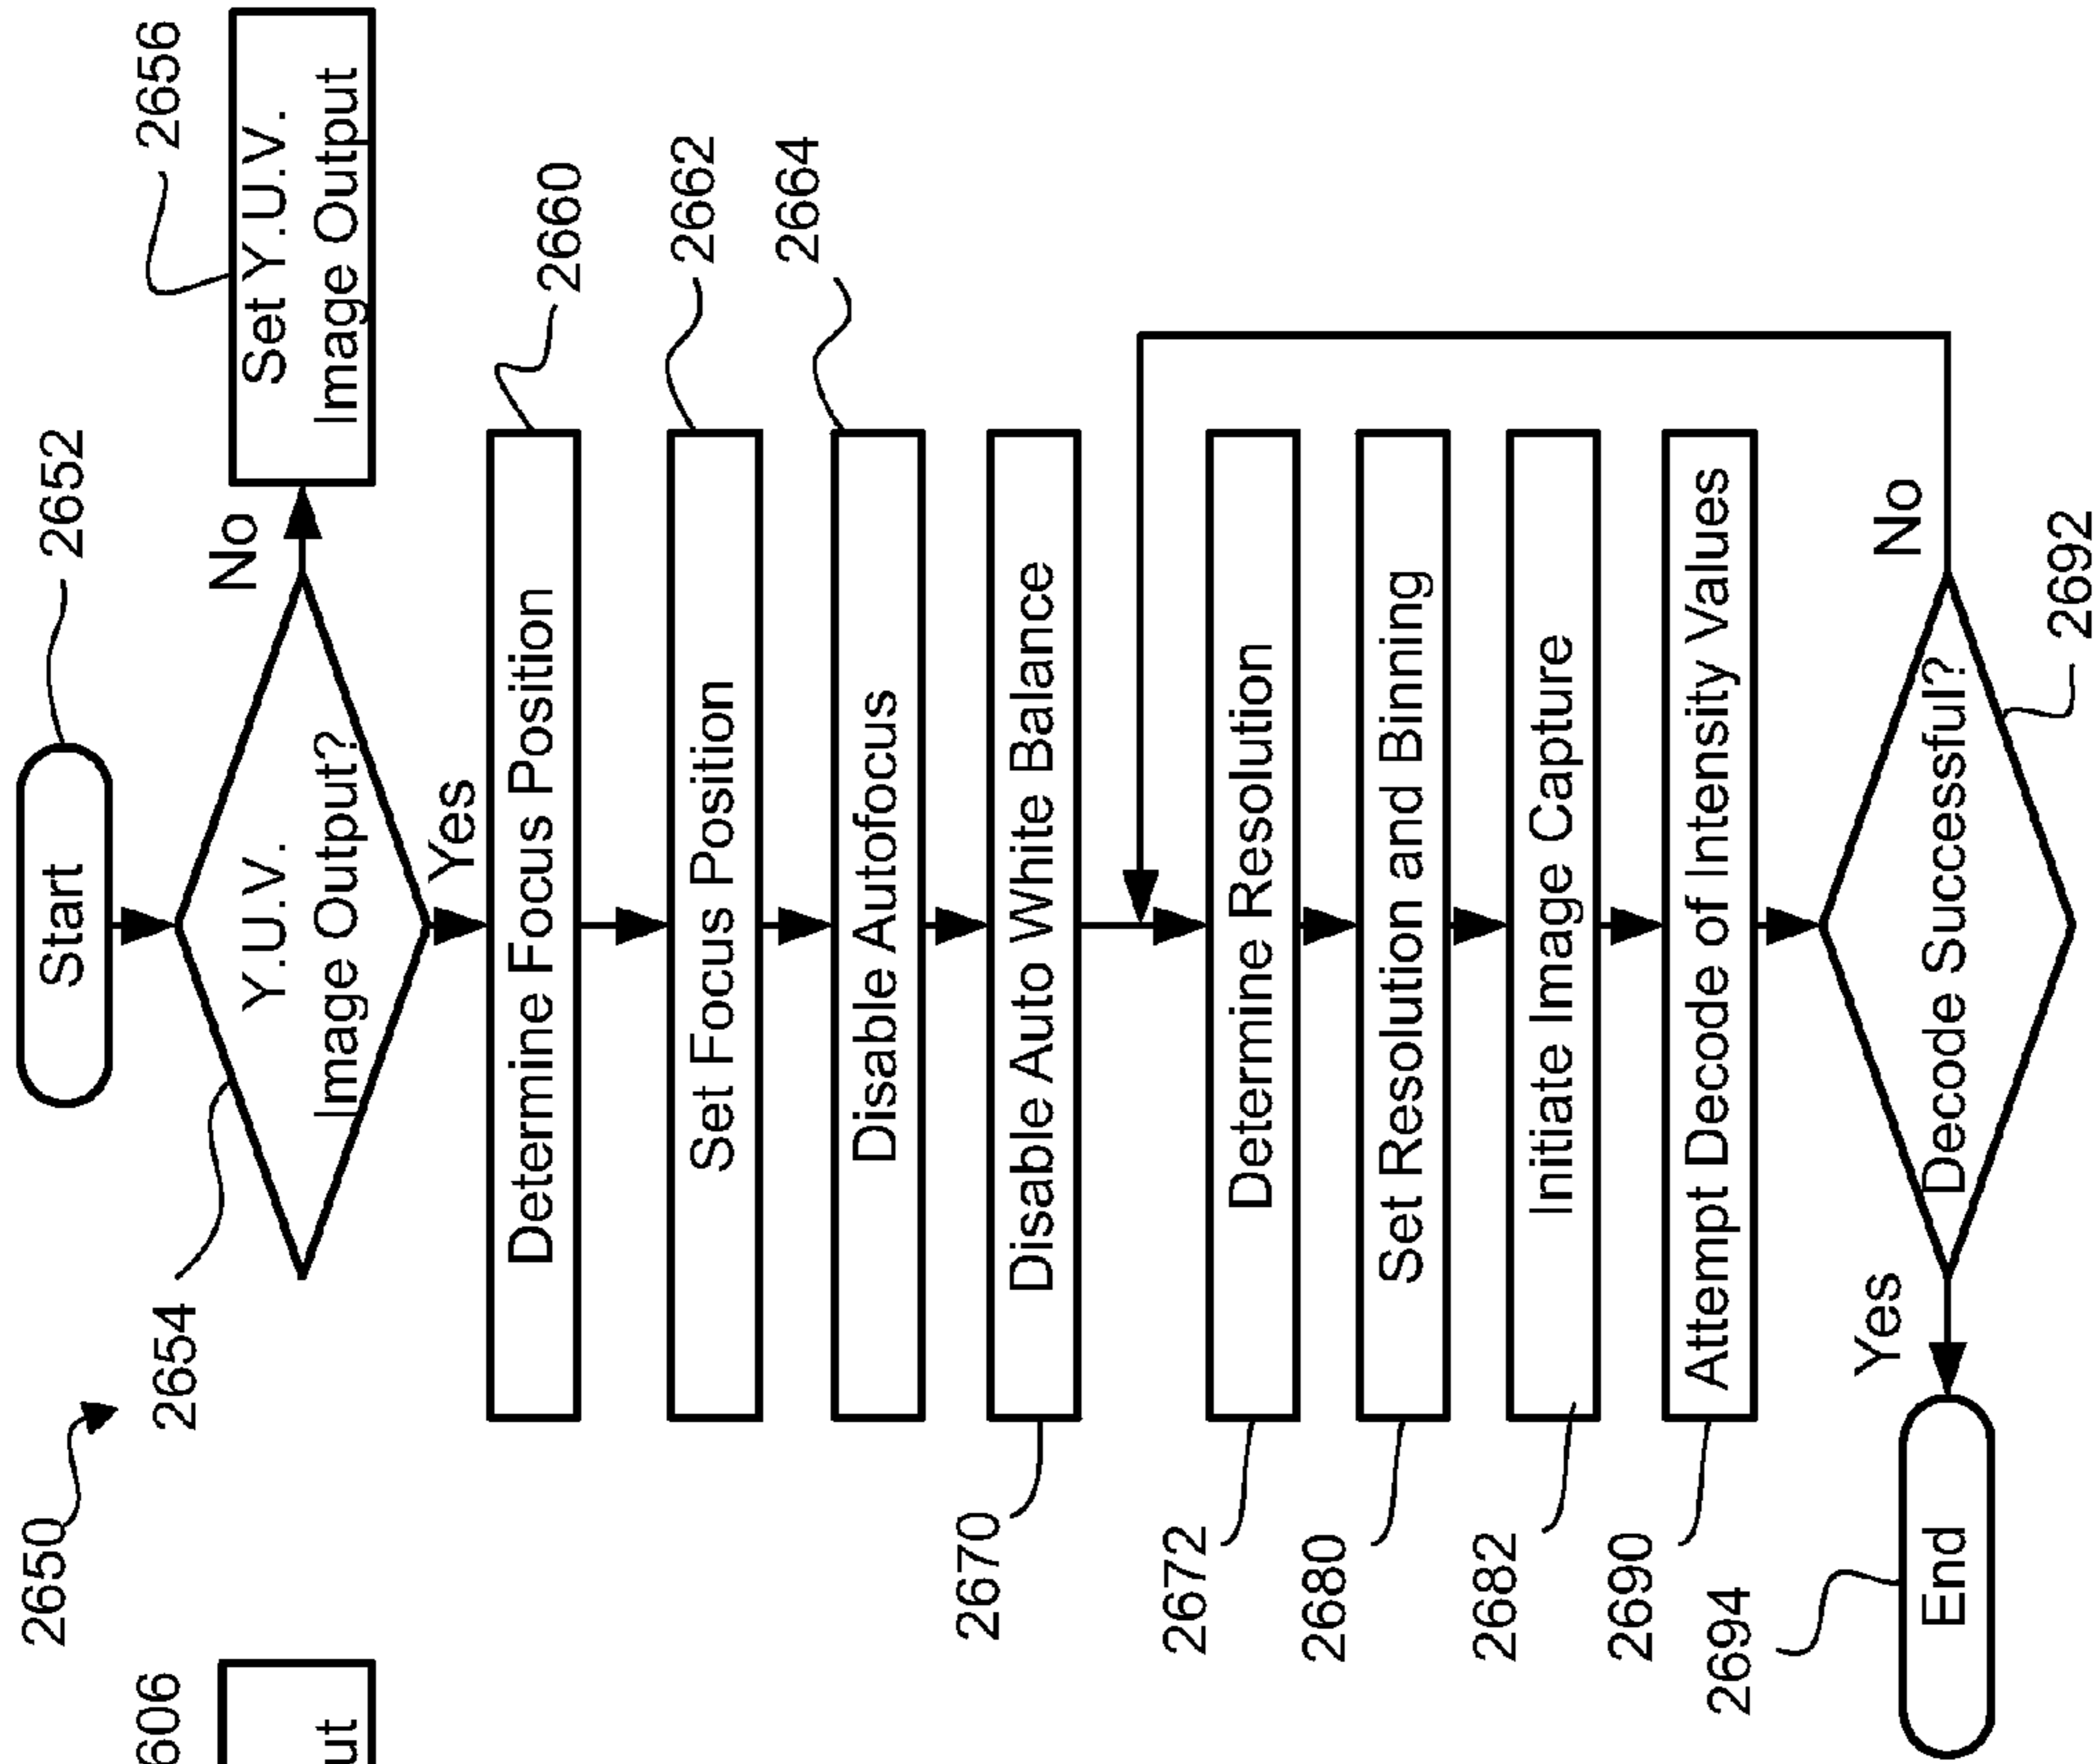 2650
2652
Start
2654
Y.U.V.
Image Output?
No
2656
Set Y.U.V.
Image Output
Yes
2660
Determine Focus Position
2662
Set Focus Position
2664
Disable Autofocus
2670
Disable Auto White Balance
2672
Determine Resolution
2680
Set Resolution and Binning
2682
Initiate Image Capture
2690
Attempt Decode of Intensity Values
Decode Successful?
2692
No
Yes
2694
End
606
ut